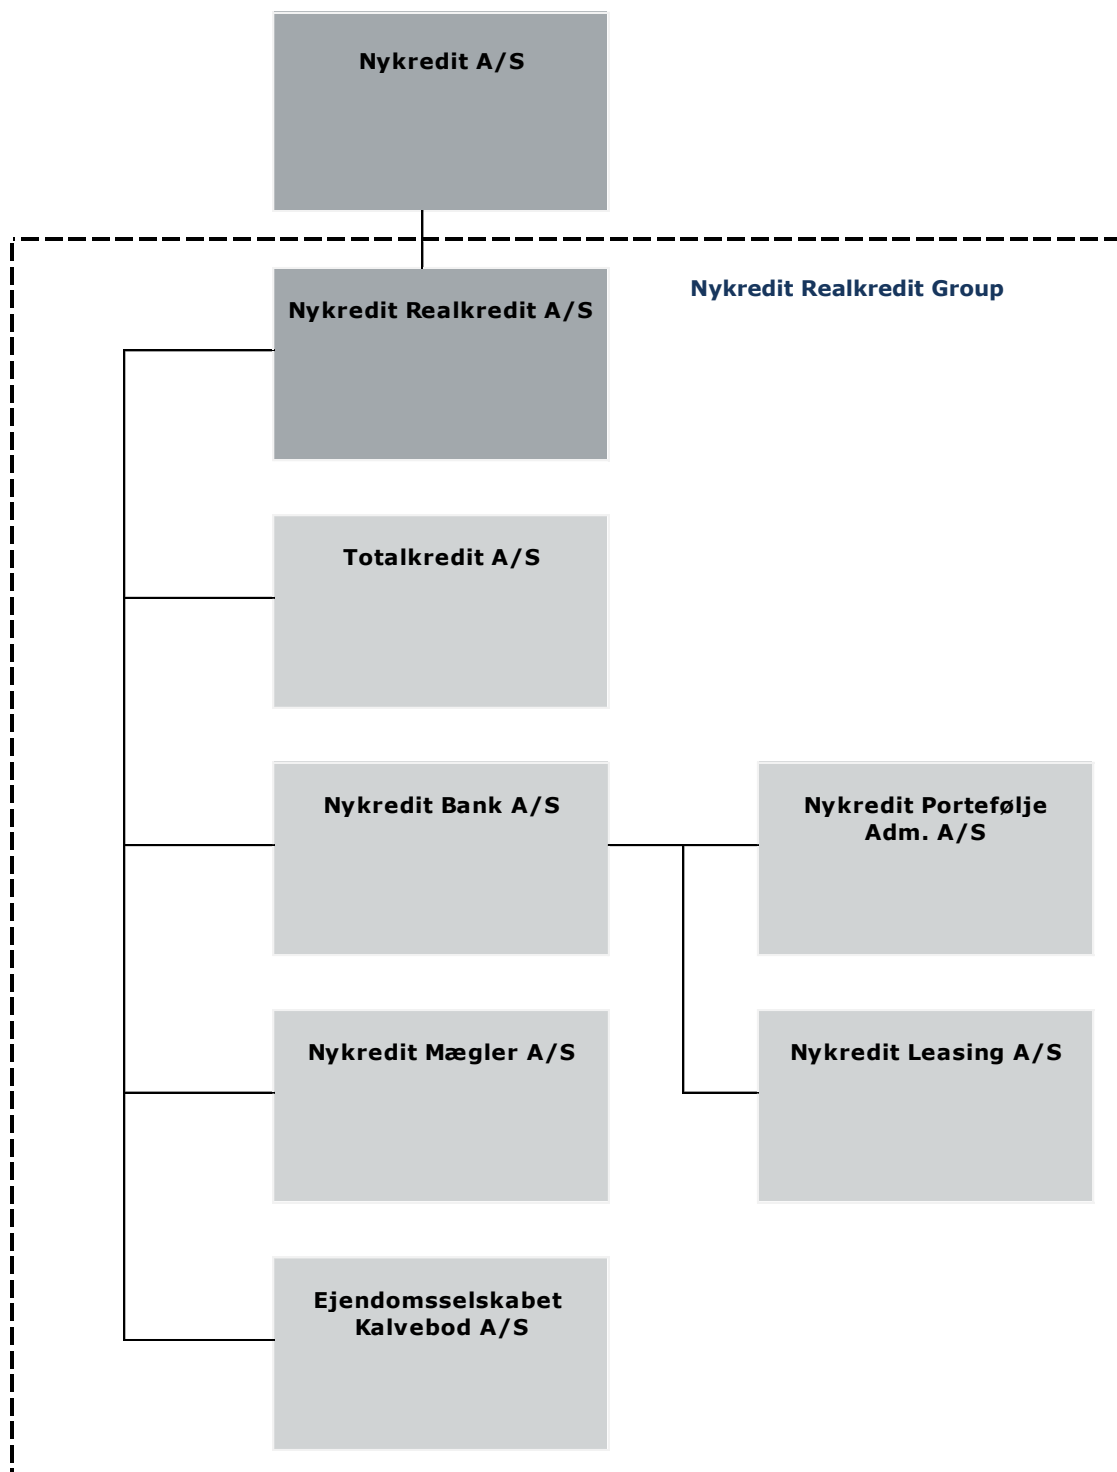 Nykredit A/S
Nykredit Realkredit Group
Nykredit Realkredit A/S
Totalkredit A/S
Nykredit Bank A/S
Nykredit Portefølje
Adm. A/S
Nykredit Mægler A/S
Nykredit Leasing A/S
Ejendomsselskabet
Kalvebod A/S